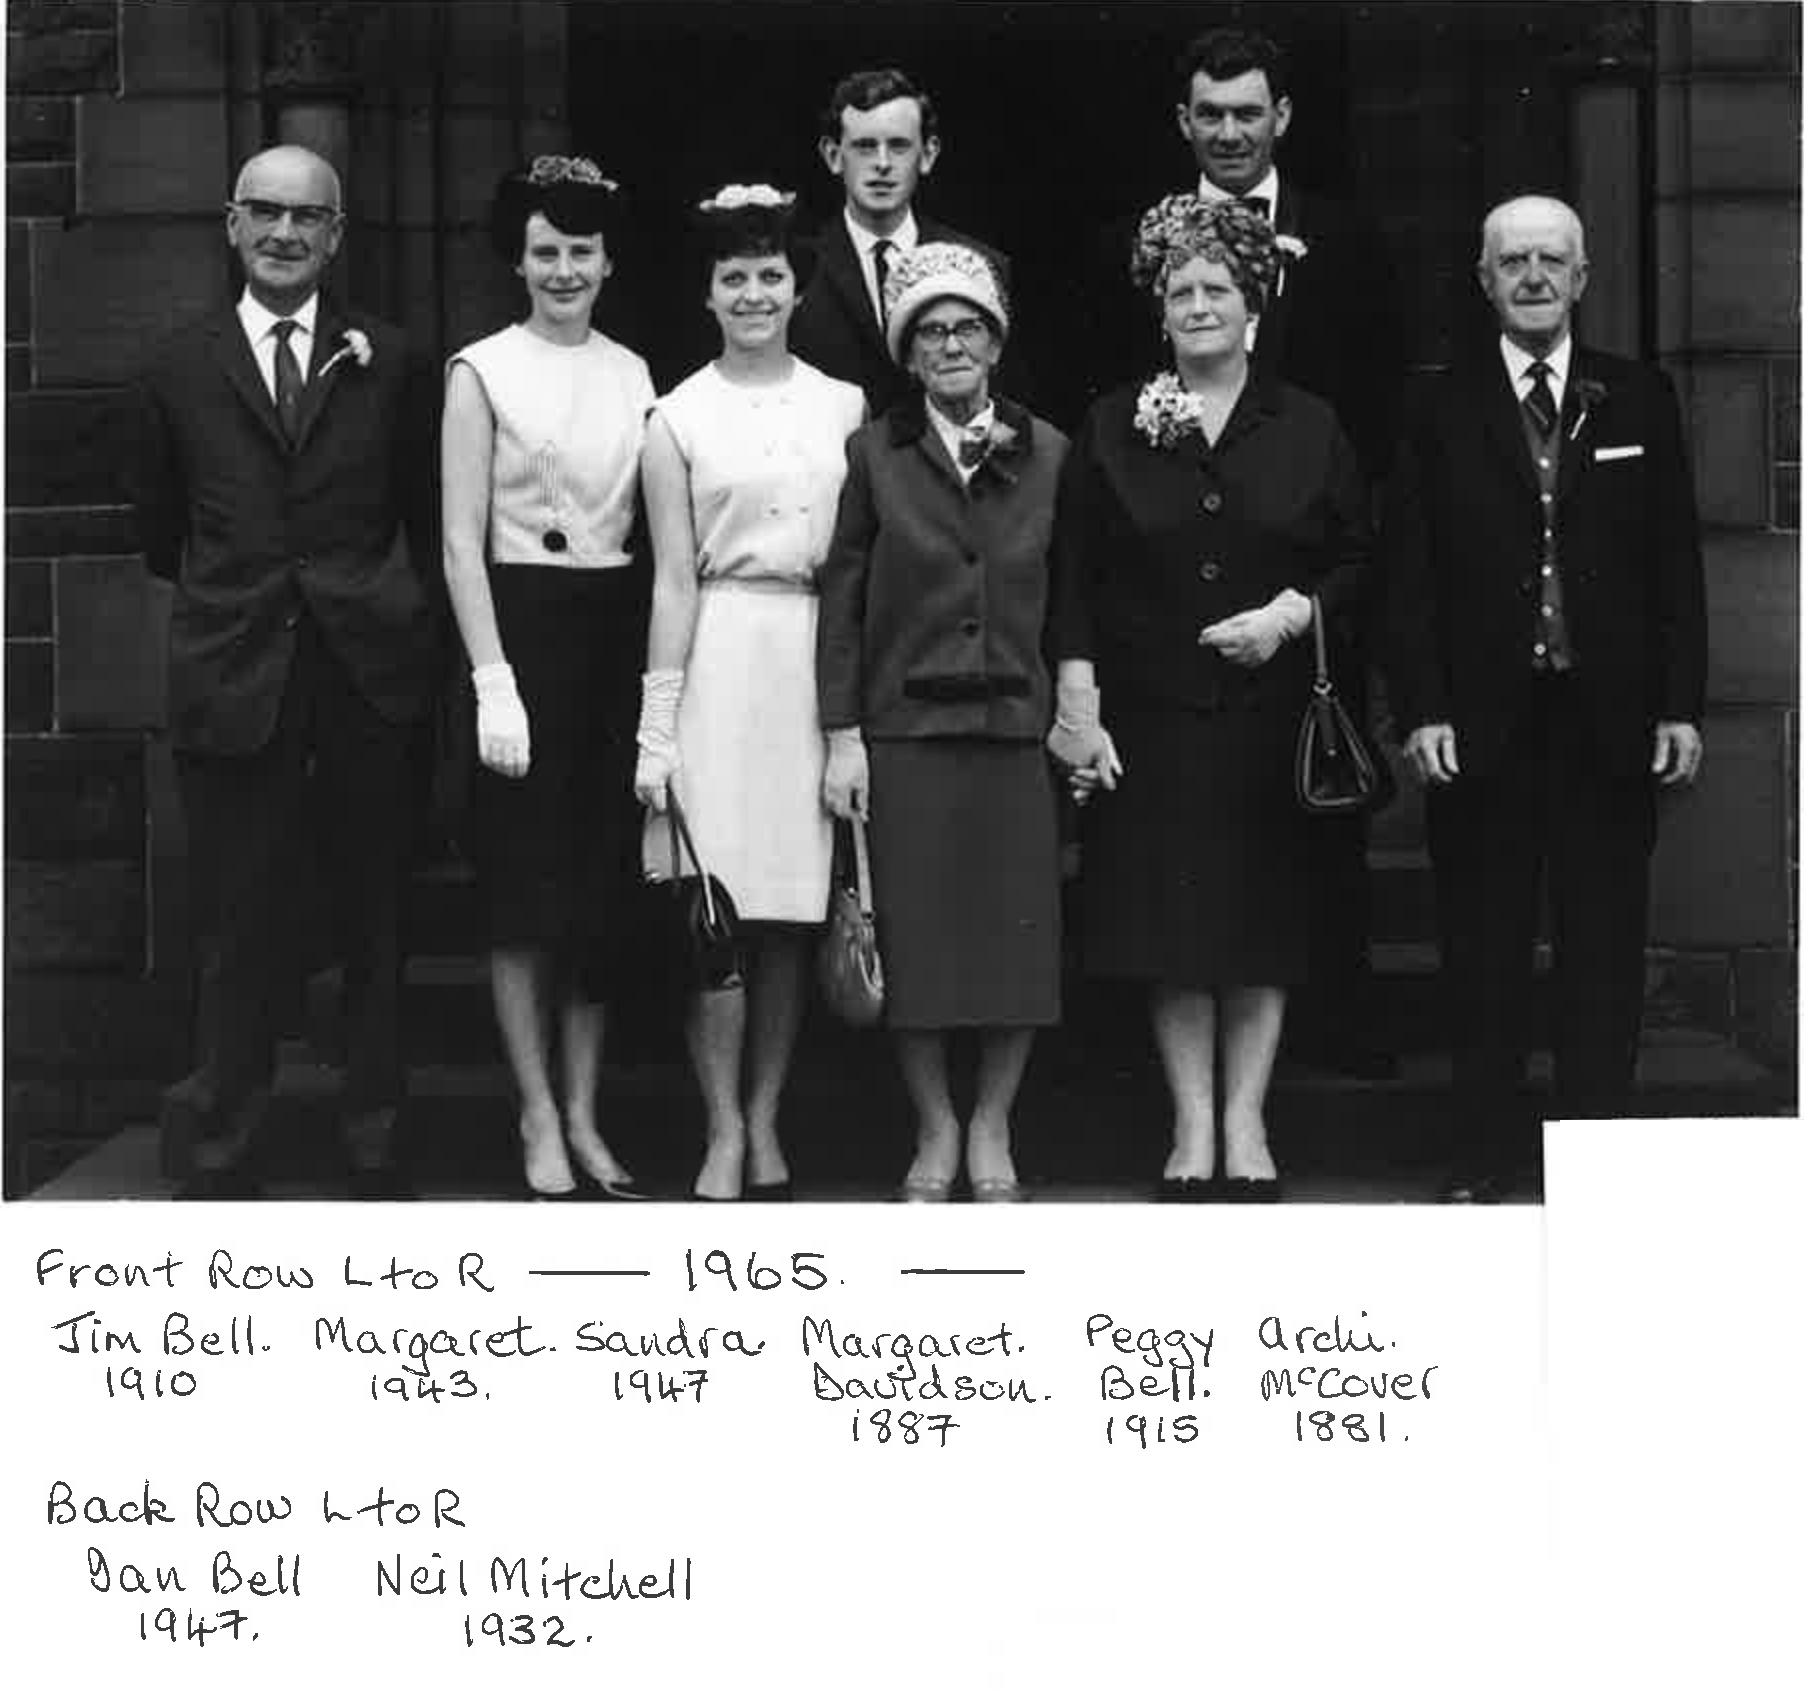 Front Row L to R — 1965. —
Jim Bell. Margaret. Sandra. Margaret. Peggy Archi.
1910 1943. 1947 Davidson. Bell. McCover
1887 1915 1881.
Back Row L to R
Ian Bell Neil Mitchell
1947. 1932.